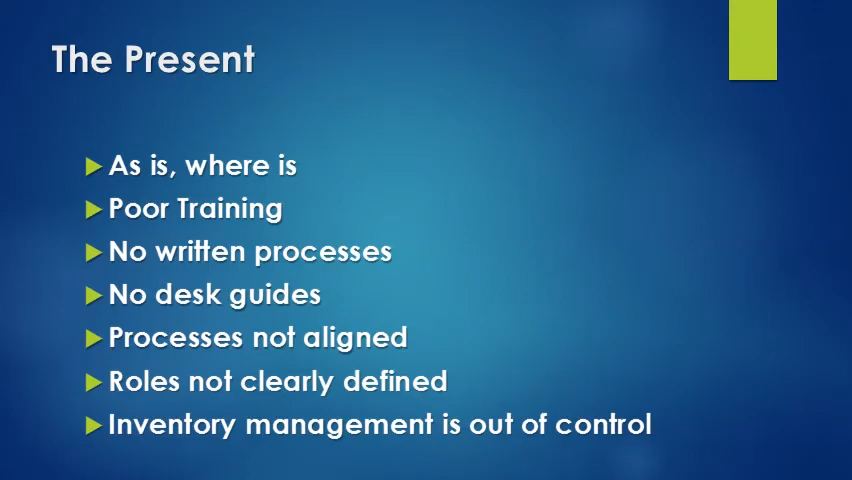 The Present
As is, where is
Poor Training
No written processes
No desk guides
Processes not aligned
Roles not clearly defined
Inventory management is out of control